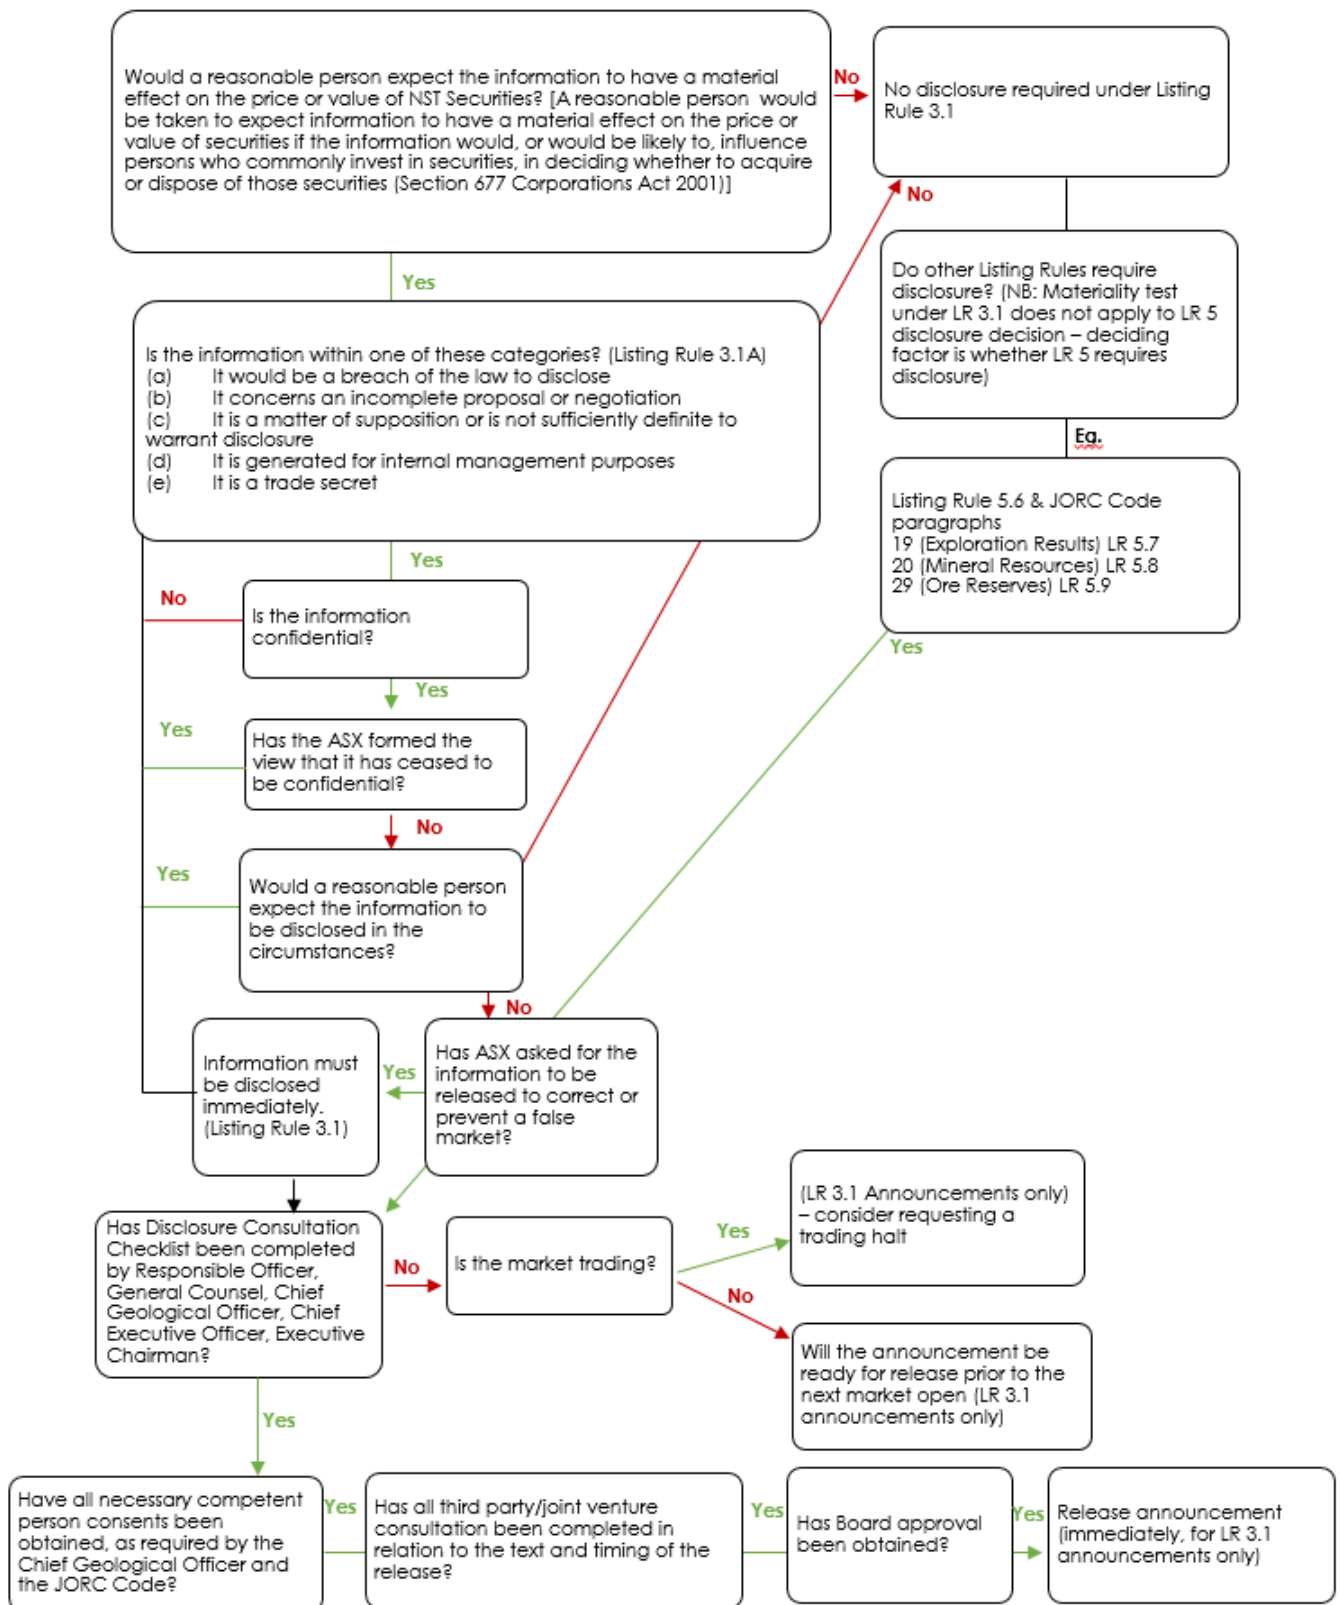 Would a reasonable person expect the information to have a material
effect on the price or value of NST Securities? [A reasonable person would
be taken to expect information to have a material effect on the price or
value of securities if the information would, or would be likely to, influence
persons who commonly invest in securities, in deciding whether to acquire
or dispose of those securities (Section 677 Corporations Act 2001)]
No
No disclosure required under Listing
Rule 3.1
No
Yes
Do other Listing Rules require
disclosure? (NB: Materiality test
under LR 3.1 does not apply to LR 5
disclosure decision – deciding
factor is whether LR 5 requires
disclosure)
Is the information within one of these categories? (Listing Rule 3.1A)
(a) It would be a breach of the law to disclose
(b) It concerns an incomplete proposal or negotiation
(c) It is a matter of supposition or is not sufficiently definite to
warrant disclosure
(d) It is generated for internal management purposes
(e) It is a trade secret
Eg.
Listing Rule 5.6 & JORC Code
paragraphs
19 (Exploration Results) LR 5.7
20 (Mineral Resources) LR 5.8
29 (Ore Reserves) LR 5.9
Yes
Yes
No
Is the information
confidential?
Yes
Yes
Has the ASX formed the
view that it has ceased to
be confidential?
No
Yes
Would a reasonable person
expect the information to
be disclosed in the
circumstances?
No
Information must
be disclosed
immediately.
(Listing Rule 3.1)
Yes
Has ASX asked for the
information to be
released to correct or
prevent a false
market?
Has Disclosure Consultation
Checklist been completed
by Responsible Officer,
General Counsel, Chief
Geological Officer, Chief
Executive Officer, Executive
Chairman?
No
Is the market trading?
Yes
(LR 3.1 Announcements only)
– consider requesting a
trading halt
No
Will the announcement be
ready for release prior to the
next market open (LR 3.1
announcements only)
Yes
Have all necessary competent
person consents been
obtained, as required by the
Chief Geological Officer and
the JORC Code?
Yes
Has all third party/joint venture
consultation been completed in
relation to the text and timing of the
release?
Yes
Has Board approval
been obtained?
Yes
Release announcement
(immediately, for LR 3.1
announcements only)